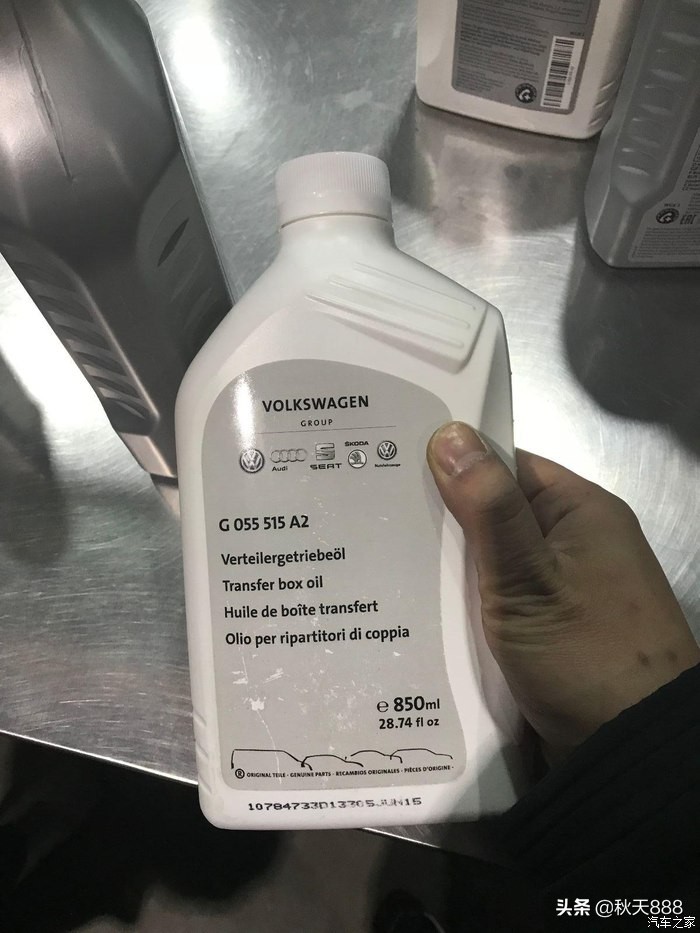 VOLKSWAGEN
GROUP
Audi
SEAT
ŠKODA
G 055 515 A2
Verteilergetriebeöl
Transfer box oil
Huile de boîte transfert
Olio per ripartitori di coppia
e 850ml
28.74 fl oz
® ORIGINAL TEILE · GENUINE PARTS · RECAMBIOS ORIGINALES · PIÈCES D'ORIGINE ·
头条 @秋天888
汽车之家